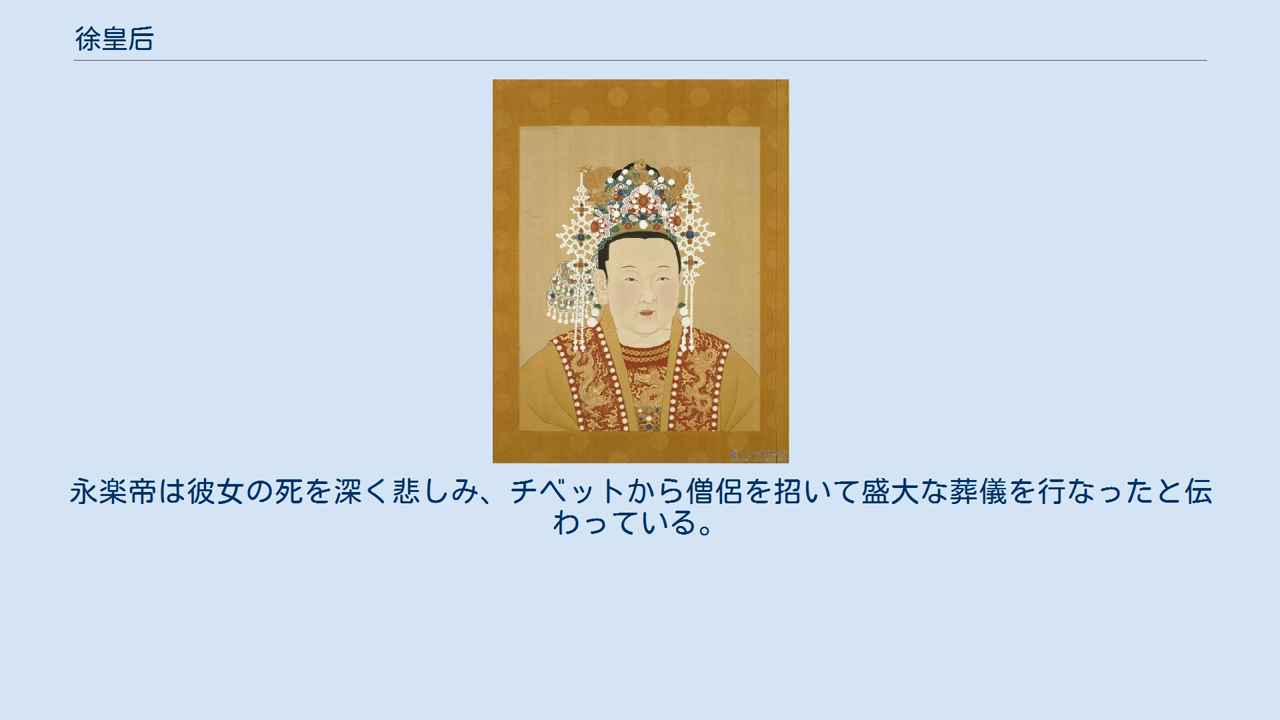 徐皇后
永楽帝は彼女の死を深く悲しみ、チベットから僧侶を招いて盛大な葬儀を行なったと伝
わっている。